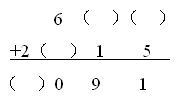 6 ( ) ( )
+2 ( ) 1 5
( ) 0 9 1